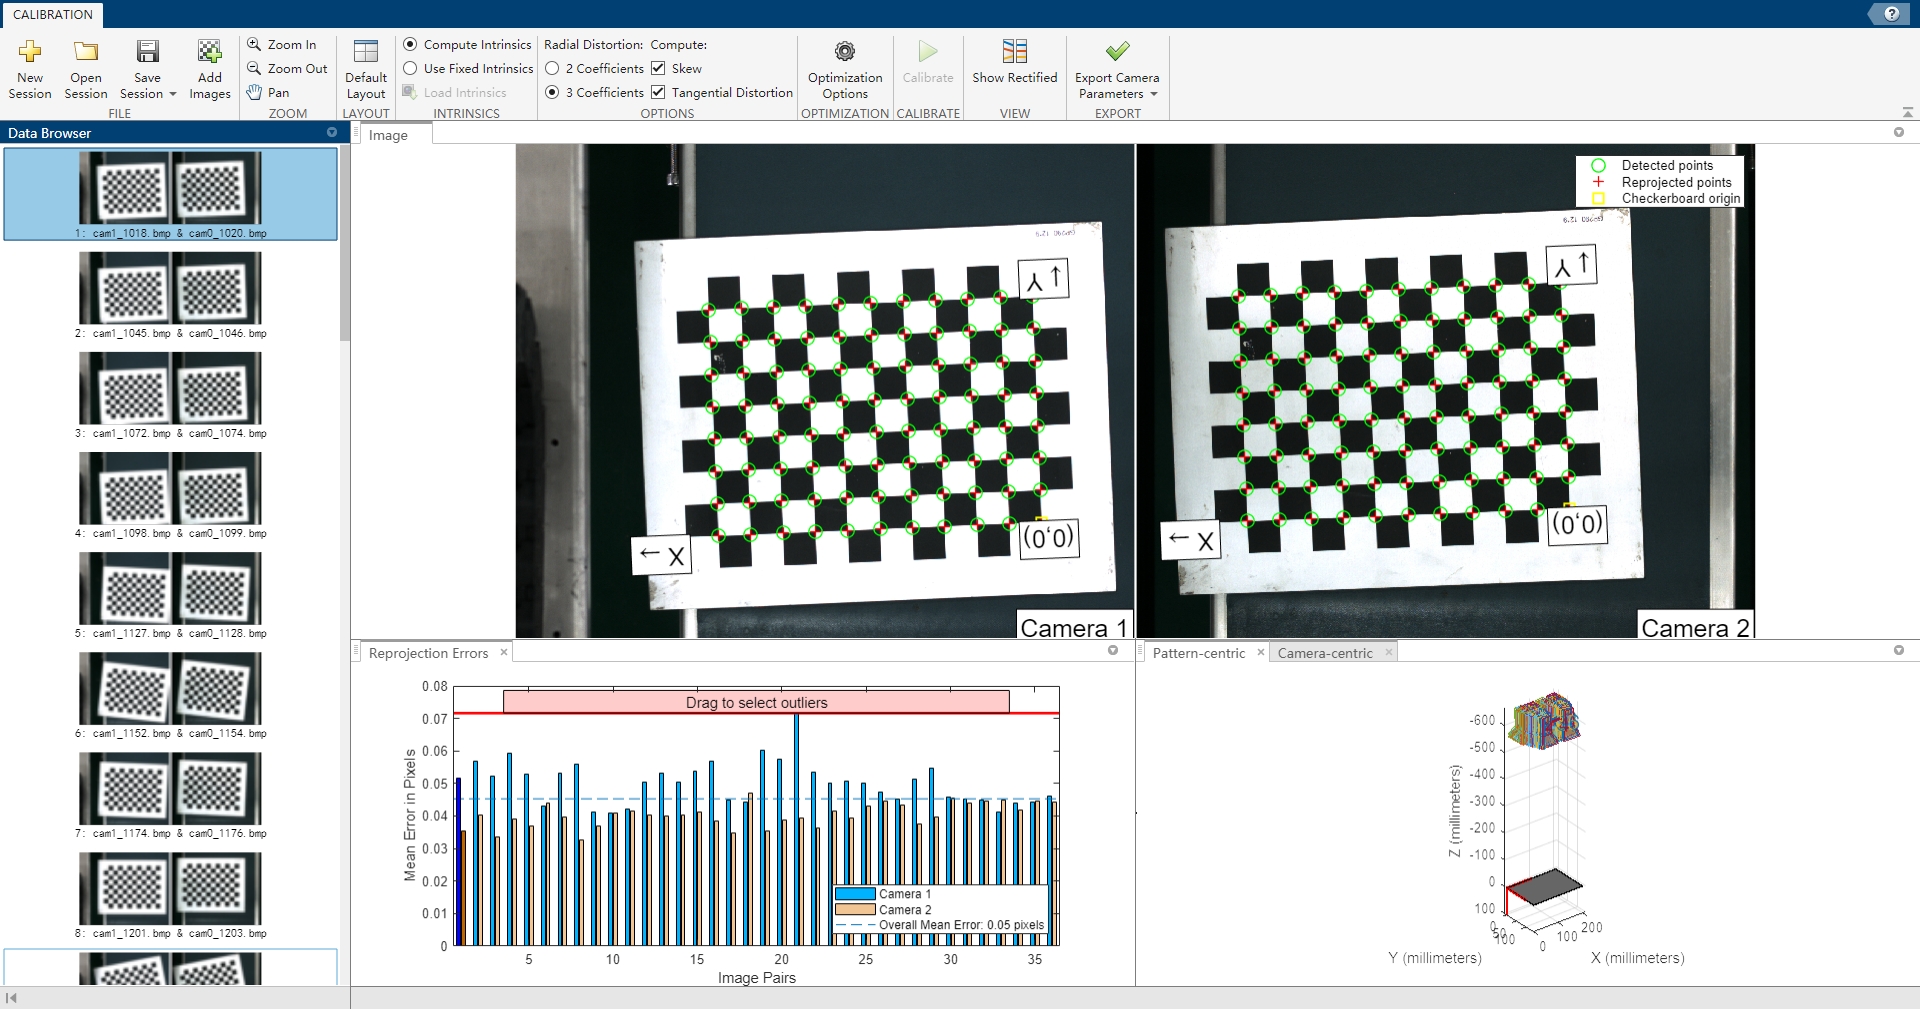 CALIBRATION
New Session
Open Session
Save Session
Add Images
FILE
Zoom In
Zoom Out
Pan
ZOOM
Default Layout
LAYOUT
Compute Intrinsics
Use Fixed Intrinsics
Load Intrinsics
INTRINSICS
Radial Distortion: Compute:
2 Coefficients Skew
3 Coefficients Tangential Distortion
OPTIONS
Optimization Options
OPTIMIZATION
Calibrate
CALIBRATE
Show Rectified
VIEW
Export Camera Parameters
EXPORT
Data Browser
1: cam1_1018.bmp & cam0_1020.bmp
2: cam1_1045.bmp & cam0_1046.bmp
3: cam1_1072.bmp & cam0_1074.bmp
4: cam1_1098.bmp & cam0_1099.bmp
5: cam1_1127.bmp & cam0_1128.bmp
6: cam1_1152.bmp & cam0_1154.bmp
7: cam1_1174.bmp & cam0_1176.bmp
8: cam1_1201.bmp & cam0_1203.bmp
Image
Y ↑
← X
(0,0)
Camera 1
Detected points
Reprojected points
Checkerboard origin
Y ↑
← X
(0,0)
Camera 2
Reprojection Errors
Drag to select outliers
Mean Error in Pixels
0.08
0.07
0.06
0.05
0.04
0.03
0.02
0.01
0
5 10 15 20 25 30 35
Image Pairs
Camera 1
Camera 2
Overall Mean Error: 0.05 pixels
Pattern-centric
Camera-centric
Z (millimeters)
-600
-500
-400
-300
-200
-100
0
100
0
50
100
0
100
200
Y (millimeters)
X (millimeters)